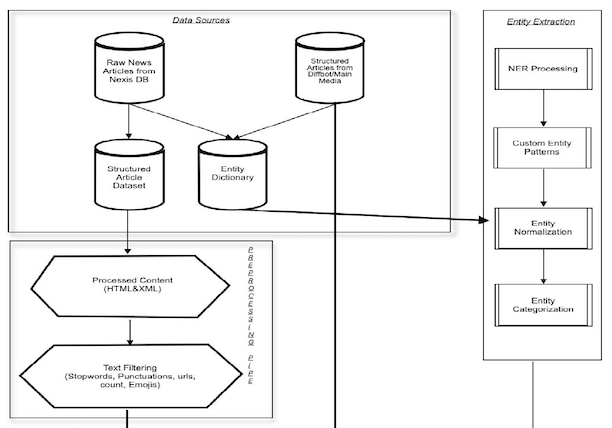 Data Sources
Raw News
Articles from
Nexis DB
Structured
Articles from
Diffbot/Main
Media
Structured
Article
Dataset
Entity
Dictionary
PREPROCESSING PIPE
Processed Content
(HTML&XML)
Text Filtering
(Stopwords, Punctuations, urls,
count, Emojis)
Entity Extraction
NER Processing
Custom Entity
Patterns
Entity
Normalization
Entity
Categorization